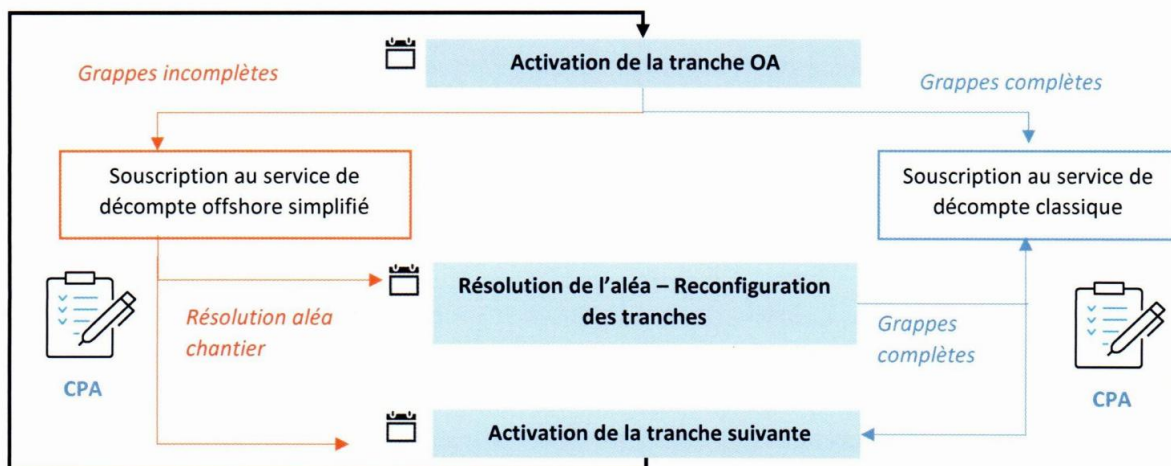 Activation de la tranche OA
Grappes incomplètes
Grappes complètes
Souscription au service de
décompte offshore simplifié
Souscription au service de
décompte classique
Résolution de l'aléa – Reconfiguration
des tranches
Résolution aléa
chantier
Grappes
complètes
CPA
CPA
Activation de la tranche suivante